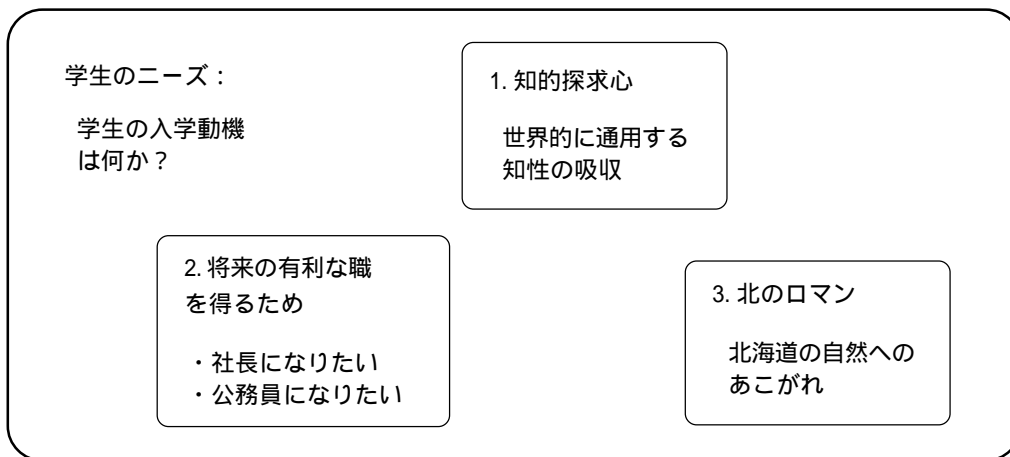 学生のニーズ：
学生の入学動機
は何か？
1. 知的探求心
世界的に通用する
知性の吸収
2. 将来の有利な職
を得るため
・社長になりたい
・公務員になりたい
3. 北のロマン
北海道の自然への
あこがれ